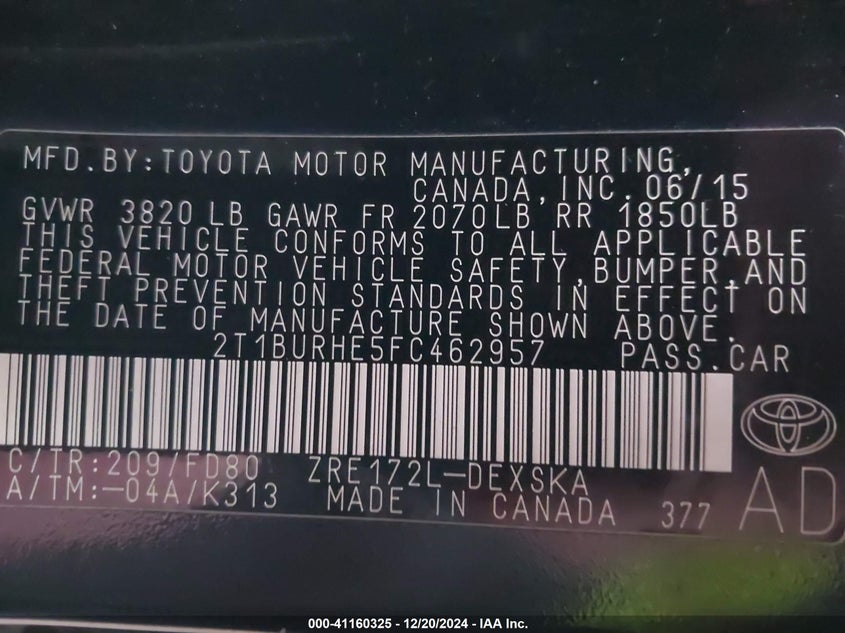 MFD.BY:TOYOTA MOTOR MANUFACTURING,
CANADA, INC. 06/15
GVWR 3820 LB GAWR FR 2070LB RR 1850LB
THIS VEHICLE CONFORMS TO ALL APPLICABLE
FEDERAL MOTOR VEHICLE SAFETY, BUMPER, AND
THEFT PREVENTION STANDARDS IN EFFECT ON
THE DATE OF MANUFACTURE SHOWN ABOVE.
2T1BURHE5FC462957 PASS.CAR
C/TR:209/FD80 ZRE172L-DEXSKA
A/TM:-04A/K313 MADE IN CANADA 377 AD
000-41160325 - 12/20/2024 - IAA Inc.